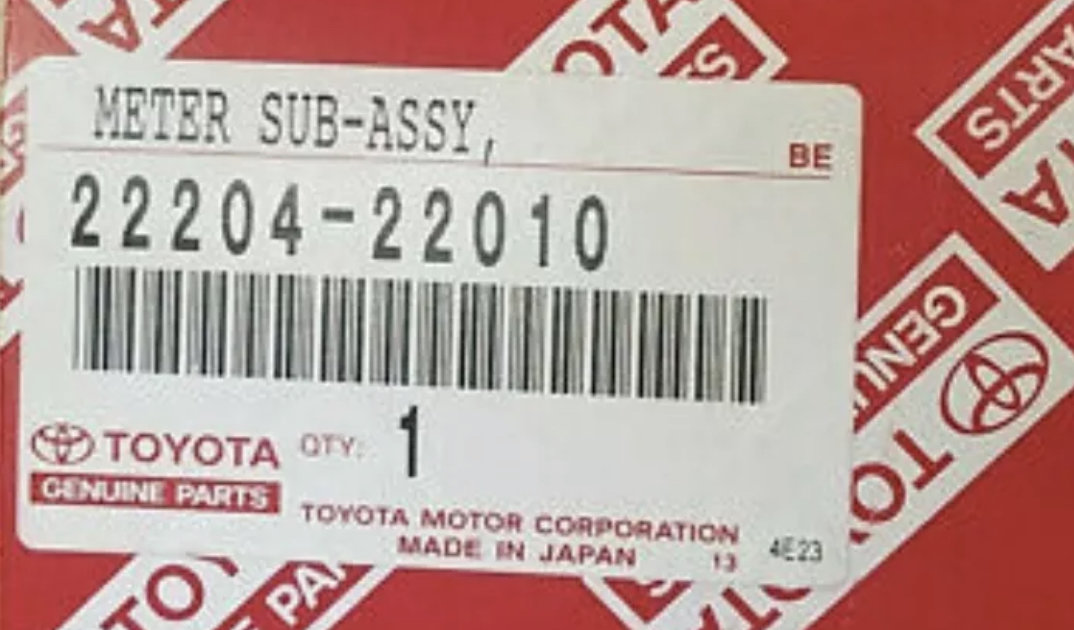 METER SUB-ASSY,
BE
22204-22010
TOYOTA QTY: 1
GENUINE PARTS
TOYOTA MOTOR CORPORATION
MADE IN JAPAN 13 4E23